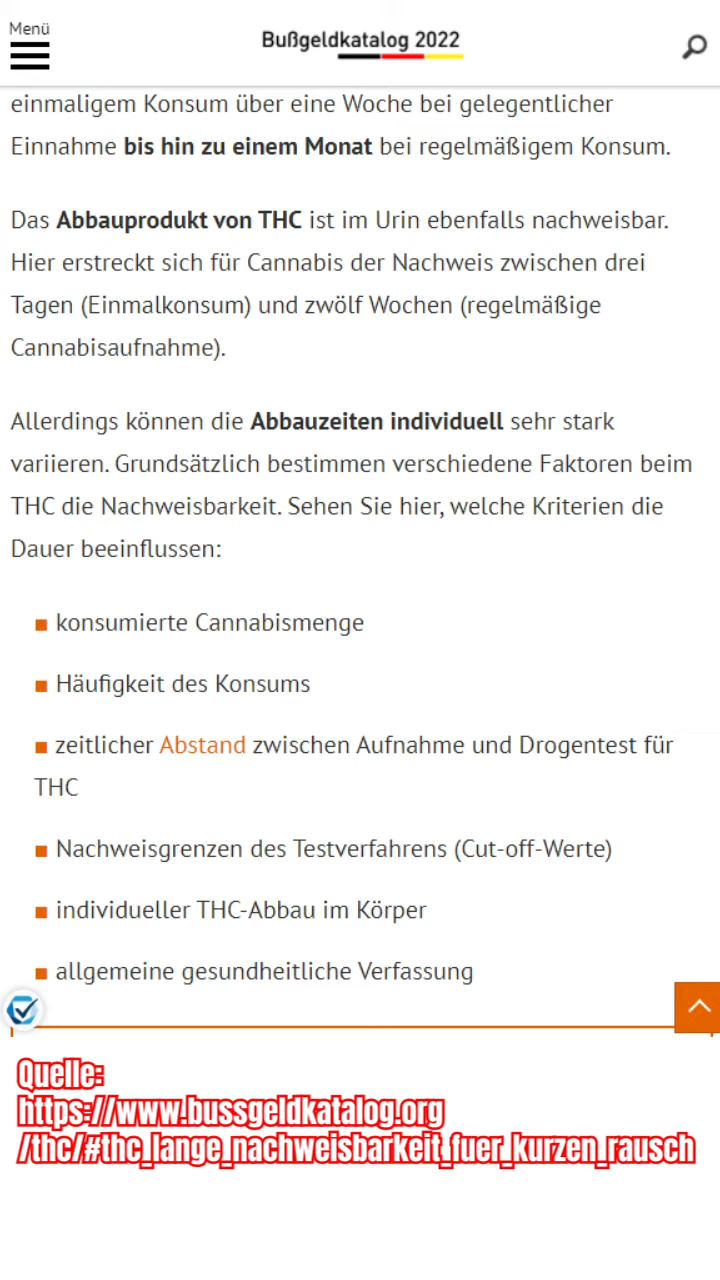 Menü
Bußgeldkatalog 2022
einmaligem Konsum über eine Woche bei gelegentlicher
Einnahme bis hin zu einem Monat bei regelmäßigem Konsum.
Das Abbauprodukt von THC ist im Urin ebenfalls nachweisbar.
Hier erstreckt sich für Cannabis der Nachweis zwischen drei
Tagen (Einmalkonsum) und zwölf Wochen (regelmäßige
Cannabisaufnahme).
Allerdings können die Abbauzeiten individuell sehr stark
variieren. Grundsätzlich bestimmen verschiedene Faktoren beim
THC die Nachweisbarkeit. Sehen Sie hier, welche Kriterien die
Dauer beeinflussen:
■ konsumierte Cannabismenge
■ Häufigkeit des Konsums
■ zeitlicher Abstand zwischen Aufnahme und Drogentest für
THC
■ Nachweisgrenzen des Testverfahrens (Cut-off-Werte)
■ individueller THC-Abbau im Körper
■ allgemeine gesundheitliche Verfassung
Quelle:
https://www.bussgeldkatalog.org
/thc/#thc_lange_nachweisbarkeit_fuer_kurzen_rausch